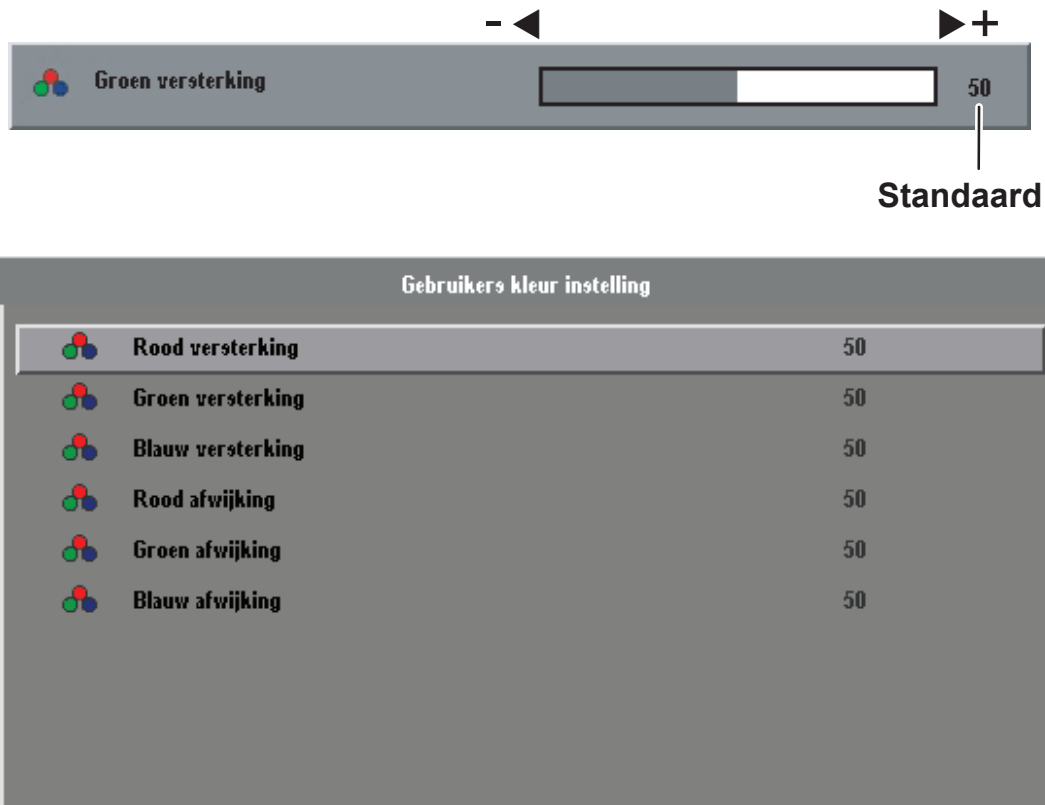 - ◀ ▶ +
Groen versterking 50
Standaard
Gebruikers kleur instelling
Rood versterking 50
Groen versterking 50
Blauw versterking 50
Rood afwijking 50
Groen afwijking 50
Blauw afwijking 50